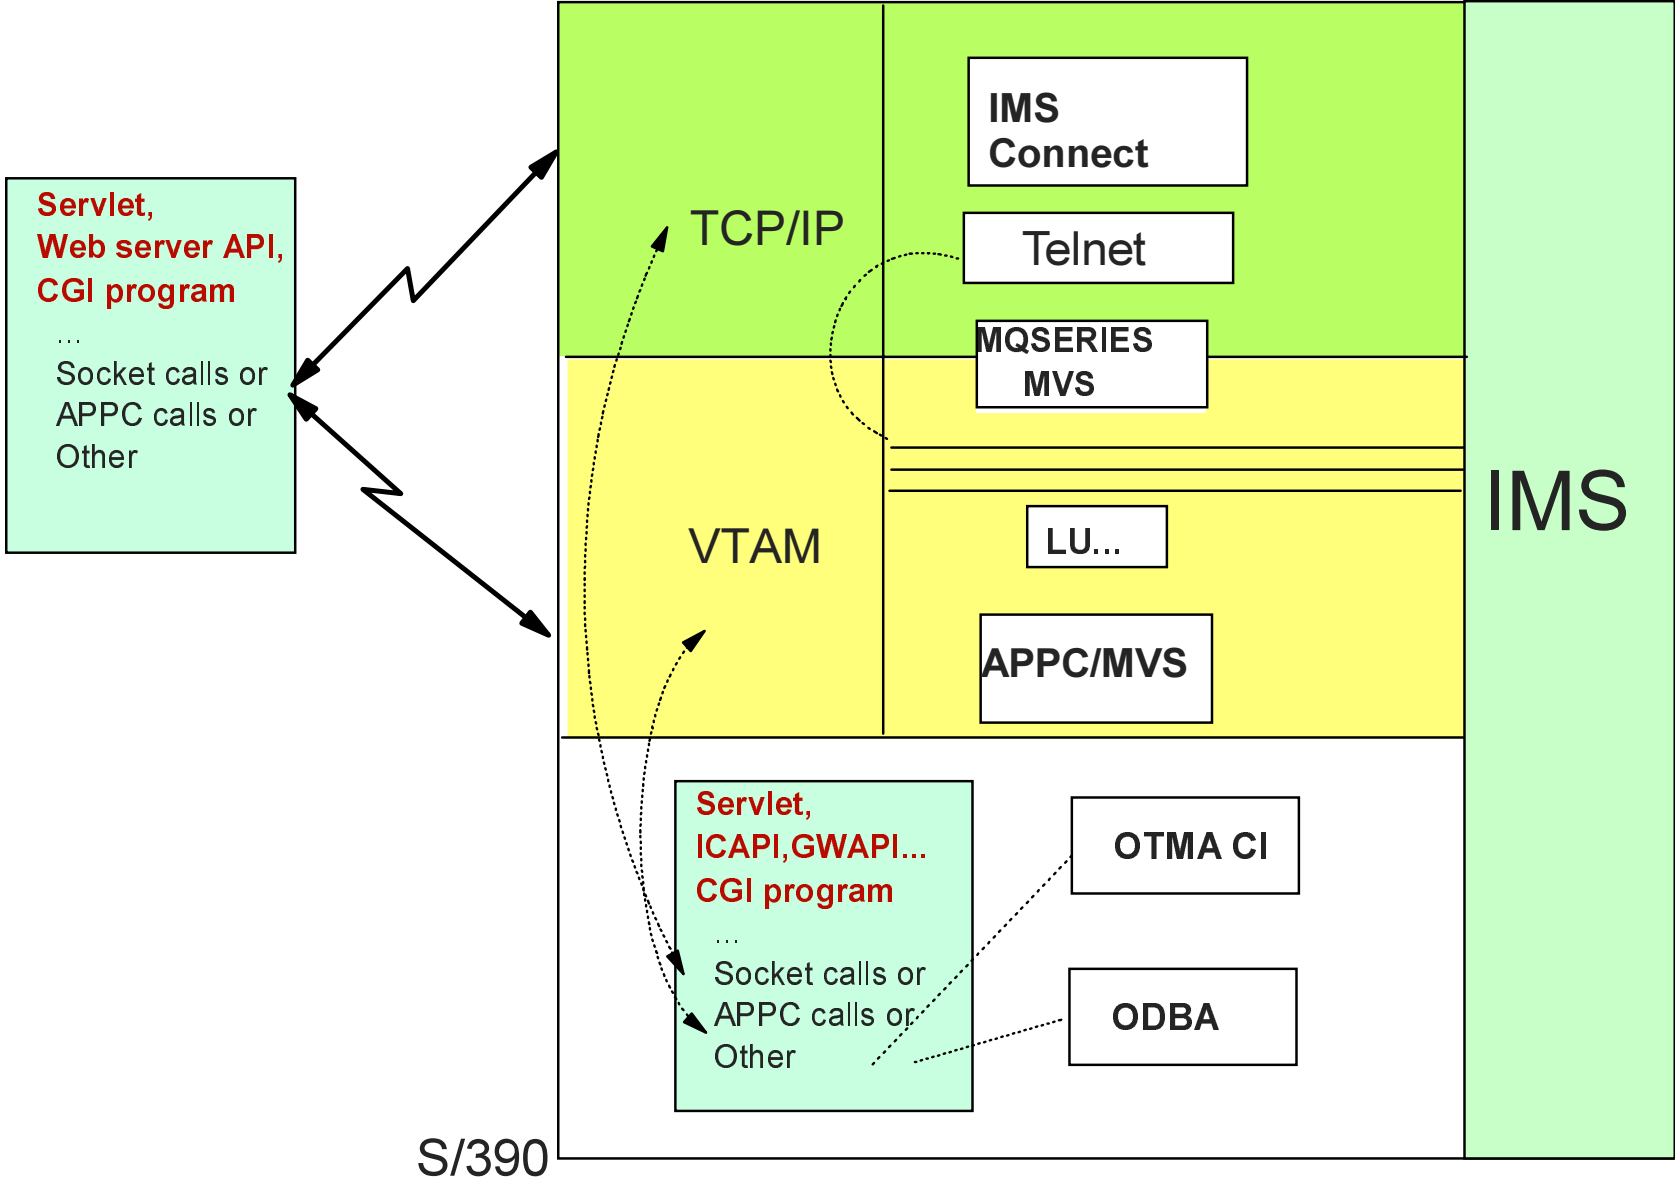 Servlet,
Web server API,
CGI program
...
Socket calls or
APPC calls or
Other
TCP/IP
IMS
Connect
Telnet
MQSERIES
MVS
VTAM
LU...
APPC/MVS
IMS
Servlet,
ICAPI,GWAPI...
CGI program
...
Socket calls or
APPC calls or
Other
OTMA CI
ODBA
S/390